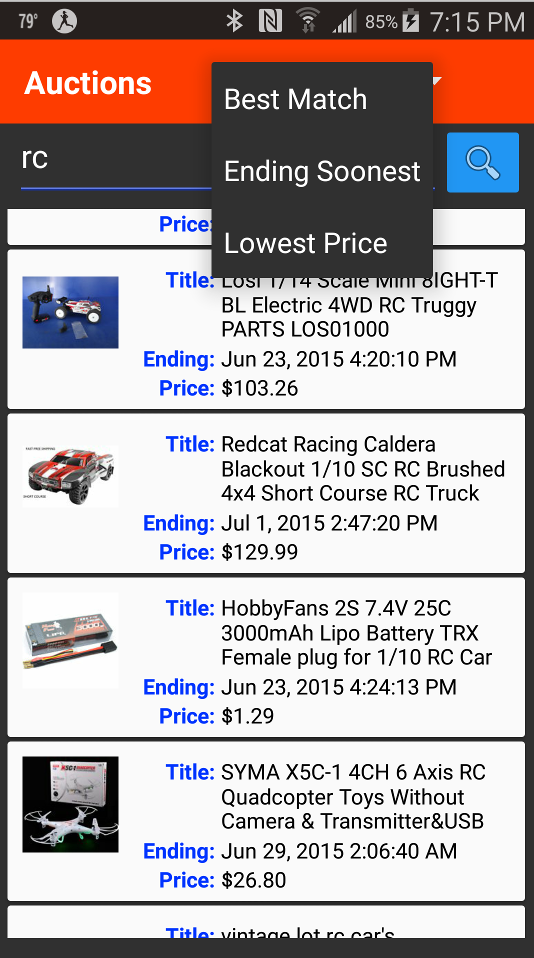 79°
85%
7:15 PM
Auctions
Best Match
rc
Ending Soonest
Lowest Price
Price:
Title: Losi 1/14 Scale Mini 8IGHT-T
BL Electric 4WD RC Truggy
PARTS LOS01000
Ending: Jun 23, 2015 4:20:10 PM
Price: $103.26
FAST FREE SHIPPING
SHORT COURSE
Title: Redcat Racing Caldera
Blackout 1/10 SC RC Brushed
4x4 Short Course RC Truck
Ending: Jul 1, 2015 2:47:20 PM
Price: $129.99
Title: HobbyFans 2S 7.4V 25C
3000mAh Lipo Battery TRX
Female plug for 1/10 RC Car
Ending: Jun 23, 2015 4:24:13 PM
Price: $1.29
Title: SYMA X5C-1 4CH 6 Axis RC
Quadcopter Toys Without
Camera & Transmitter&USB
Ending: Jun 29, 2015 2:06:40 AM
Price: $26.80
Title: vintage lot rc car's